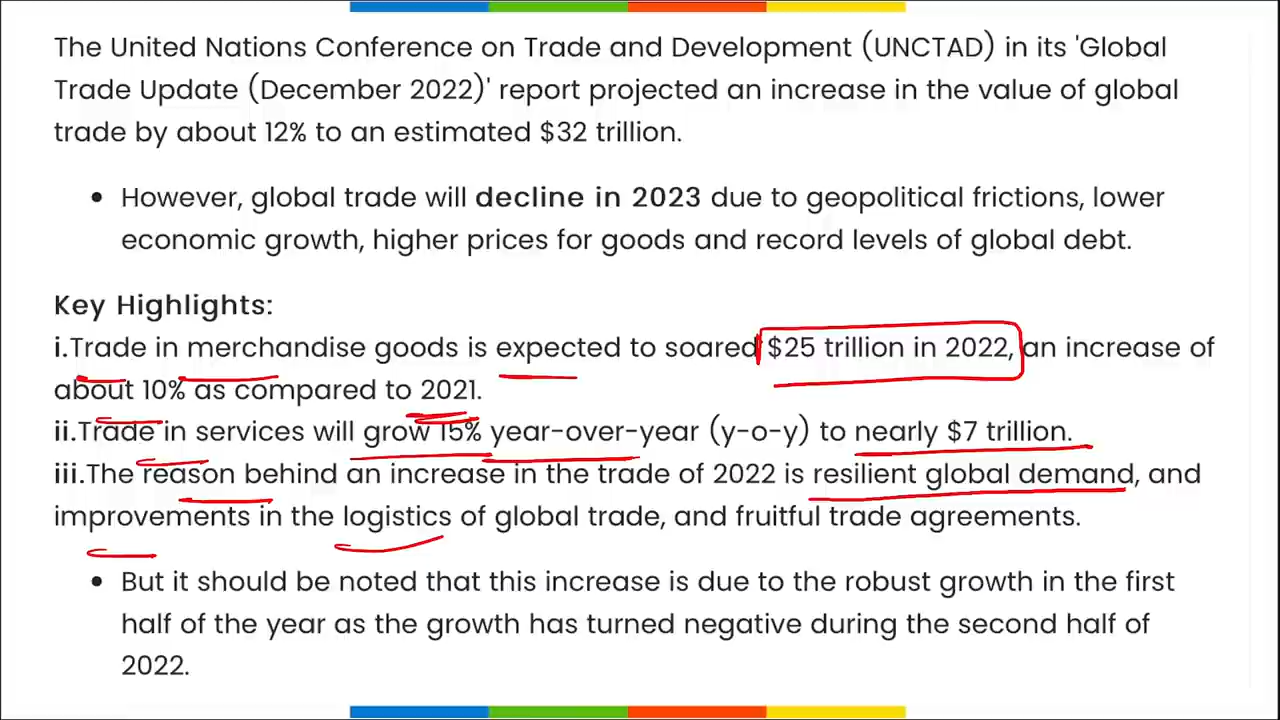 The United Nations Conference on Trade and Development (UNCTAD) in its 'Global
Trade Update (December 2022)' report projected an increase in the value of global
trade by about 12% to an estimated $32 trillion.
• However, global trade will decline in 2023 due to geopolitical frictions, lower
economic growth, higher prices for goods and record levels of global debt.
Key Highlights:
i.Trade in merchandise goods is expected to soared $25 trillion in 2022, an increase of
about 10% as compared to 2021.
ii.Trade in services will grow 15% year-over-year (y-o-y) to nearly $7 trillion.
iii.The reason behind an increase in the trade of 2022 is resilient global demand, and
improvements in the logistics of global trade, and fruitful trade agreements.
• But it should be noted that this increase is due to the robust growth in the first
half of the year as the growth has turned negative during the second half of
2022.